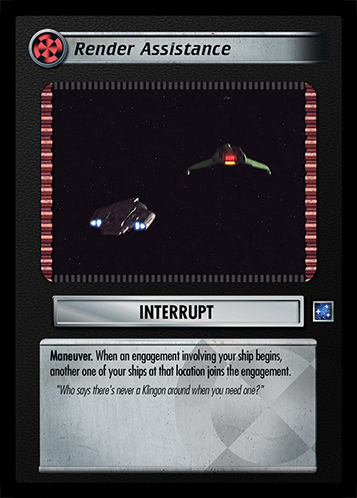 Render Assistance
INTERRUPT
Maneuver. When an engagement involving your ship begins,
another one of your ships at that location joins the engagement.
"Who says there's never a Klingon around when you need one?"